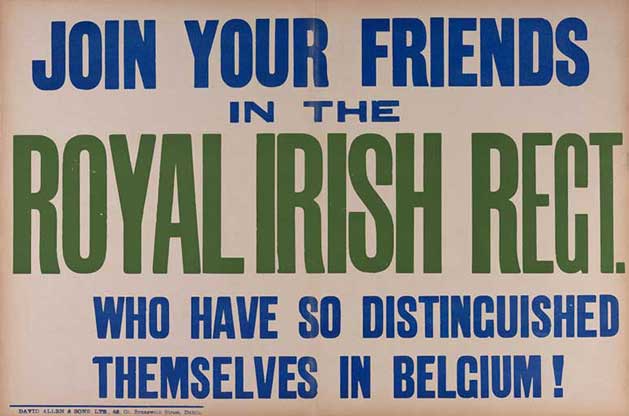 JOIN YOUR FRIENDS
IN THE
ROYAL IRISH REGT.
WHO HAVE SO DISTINGUISHED
THEMSELVES IN BELGIUM!
DAVID ALLEN & SONS LTD., 40, Gt. Brunswick Street, Dublin.